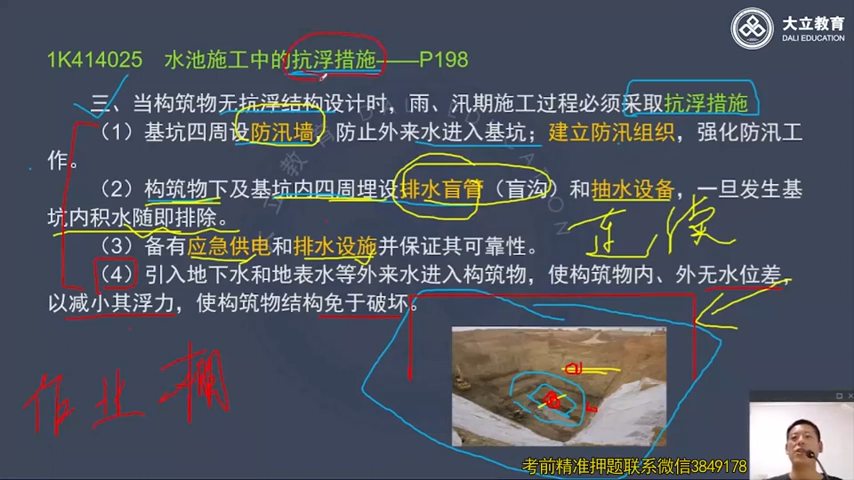 大立教育
DALI EDUCATION
1K414025 水池施工中的抗浮措施——P198
三、当构筑物无抗浮结构设计时，雨、汛期施工过程必须采取抗浮措施
（1）基坑四周设防汛墙，防止外来水进入基坑；建立防汛组织，强化防汛工
作。
（2）构筑物下及基坑内四周埋设排水盲管（盲沟）和抽水设备，一旦发生基
坑内积水随即排除。
（3）备有应急供电和排水设施并保证其可靠性。
连续
（4）引入地下水和地表水等外来水进入构筑物，使构筑物内、外无水位差，
以减小其浮力，使构筑物结构免于破坏。
作业棚
考前精准押题联系微信3849178